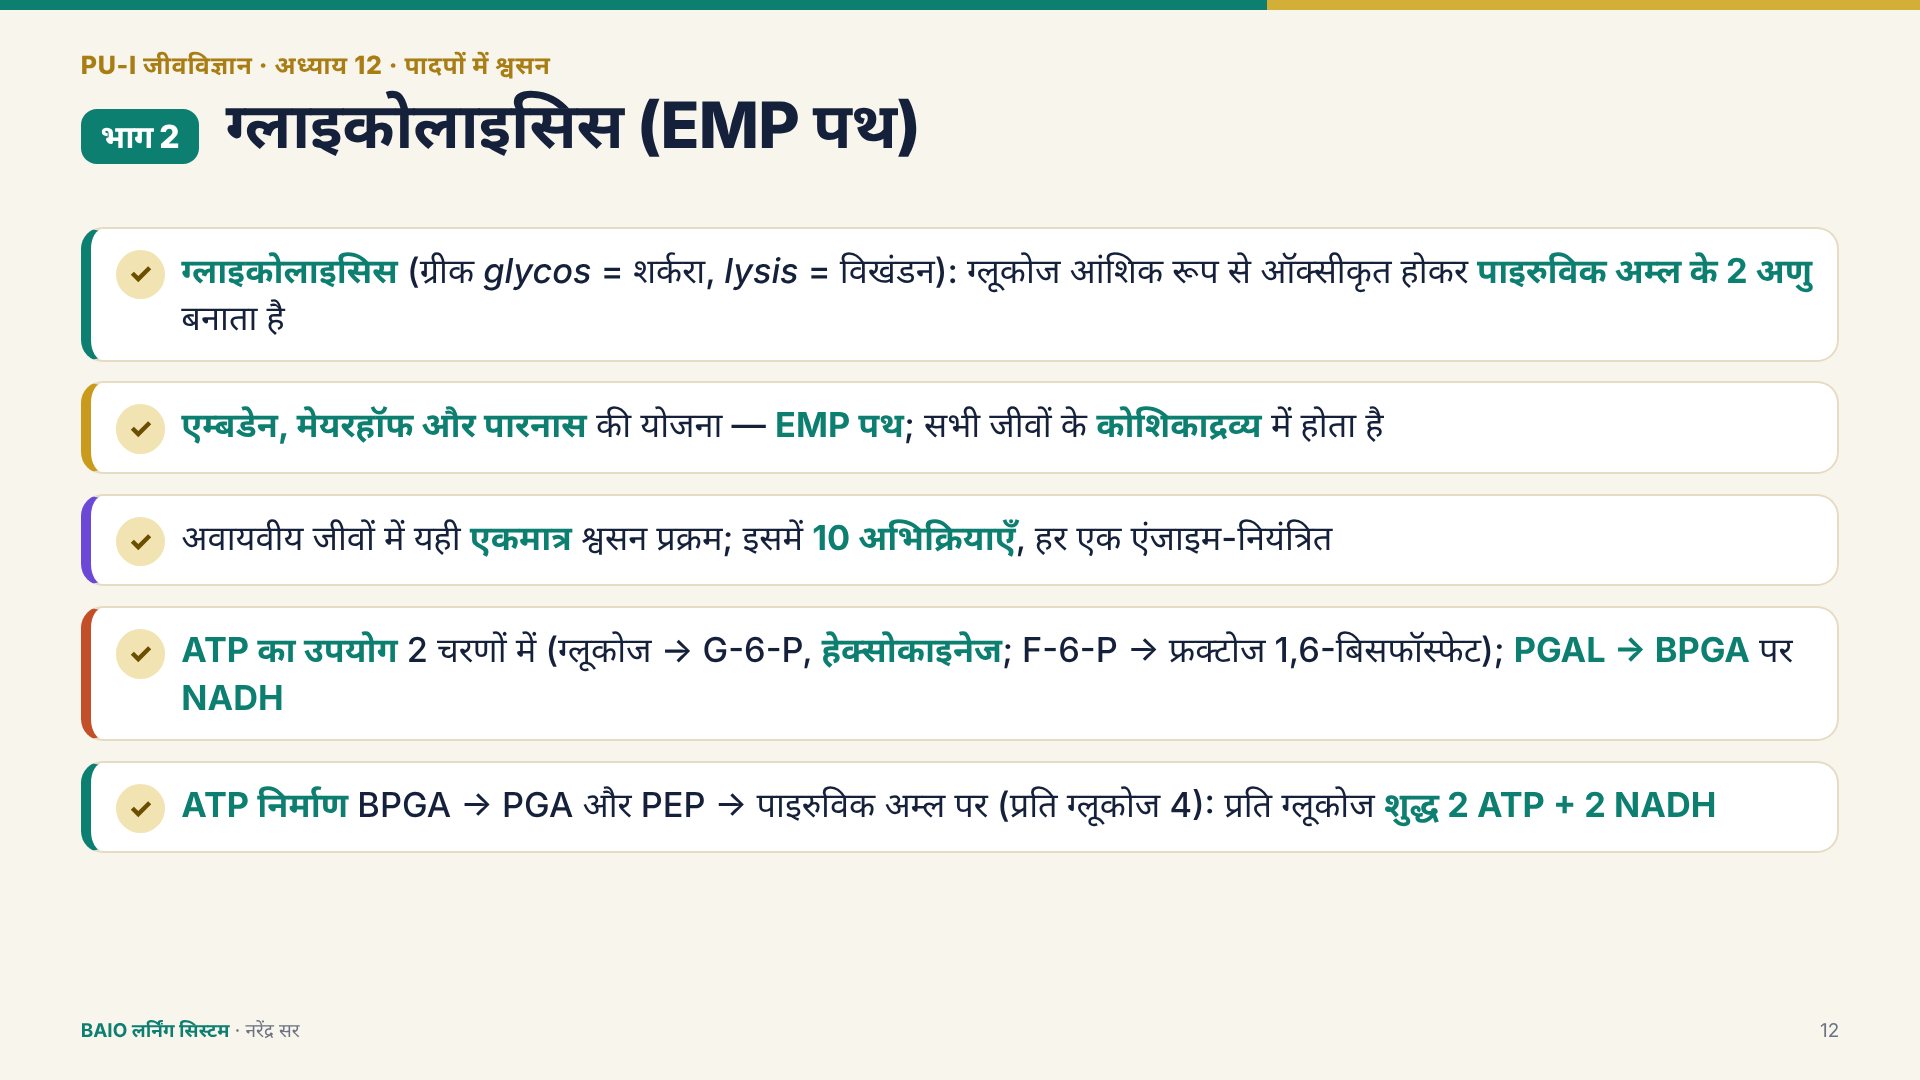 PU-I जीवविज्ञान · अध्याय 12 · पादपों में श्वसन
भाग 2 ग्लाइकोलाइसिस (EMP पथ)
ग्लाइकोलाइसिस (ग्रीक glycos = शर्करा, lysis = विखंडन): ग्लूकोज आंशिक रूप से ऑक्सीकृत होकर पाइरुविक अम्ल के 2 अणु
बनाता है
एम्बडेन, मेयरहॉफ और पारनास की योजना — EMP पथ; सभी जीवों के कोशिकाद्रव्य में होता है
अवायवीय जीवों में यही एकमात्र श्वसन प्रक्रम; इसमें 10 अभिक्रियाएँ, हर एक एंजाइम-नियंत्रित
ATP का उपयोग 2 चरणों में (ग्लूकोज → G-6-P, हेक्सोकाइनेज; F-6-P → फ्रक्टोज 1,6-बिसफॉस्फेट); PGAL → BPGA पर
NADH
ATP निर्माण BPGA → PGA और PEP → पाइरुविक अम्ल पर (प्रति ग्लूकोज 4): प्रति ग्लूकोज शुद्ध 2 ATP + 2 NADH
BAIO लर्निंग सिस्टम · नरेंद्र सर
12